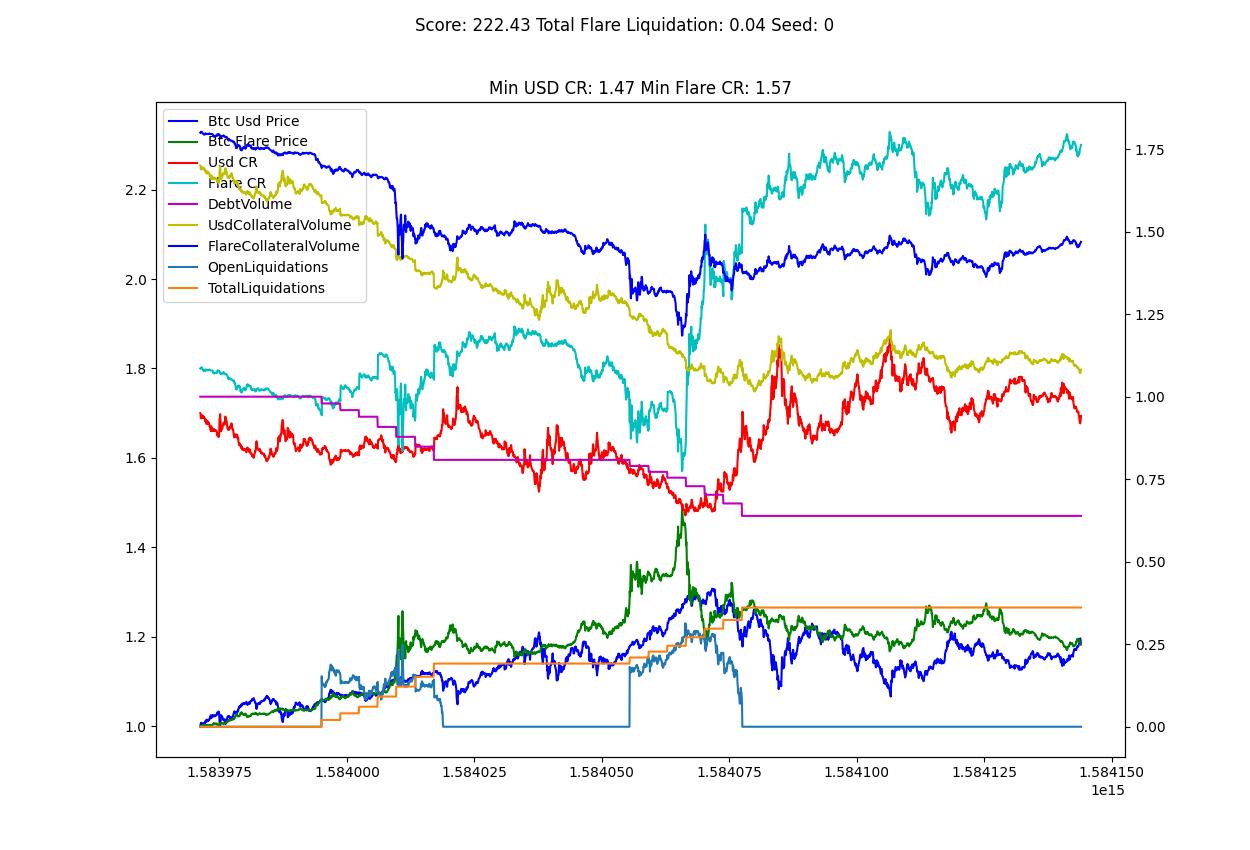 Score: 222.43 Total Flare Liquidation: 0.04 Seed: 0
Min USD CR: 1.47 Min Flare CR: 1.57
Btc Usd Price
Btc Flare Price
Usd CR
Flare CR
DebtVolume
UsdCollateralVolume
FlareCollateralVolume
OpenLiquidations
TotalLiquidations
2.2
2.0
1.8
1.6
1.4
1.2
1.0
1.75
1.50
1.25
1.00
0.75
0.50
0.25
0.00
1.583975 1.584000 1.584025 1.584050 1.584075 1.584100 1.584125 1.584150
1e15